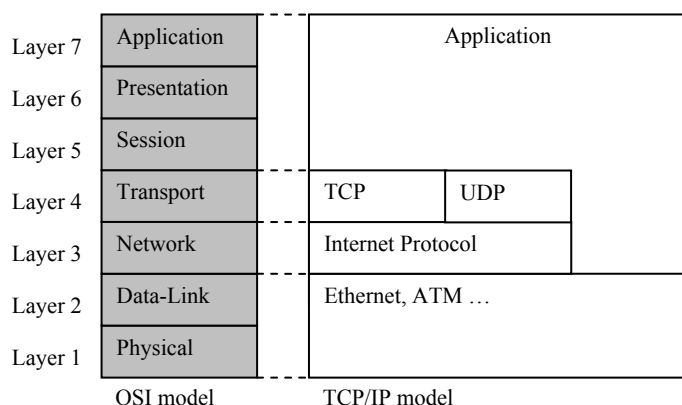 Layer 7 Application Application
Layer 6 Presentation
Layer 5 Session
Layer 4 Transport TCP UDP
Layer 3 Network Internet Protocol
Layer 2 Data-Link Ethernet, ATM …
Layer 1 Physical
OSI model TCP/IP model